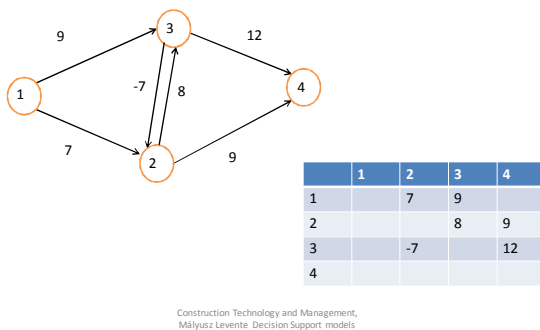 9
3
12
-7
8
1
4
7
2
9
1 2 3 4
1 7 9
2 8 9
3 -7 12
4
Construction Technology and Management,
Mályusz Levente Decision Support models